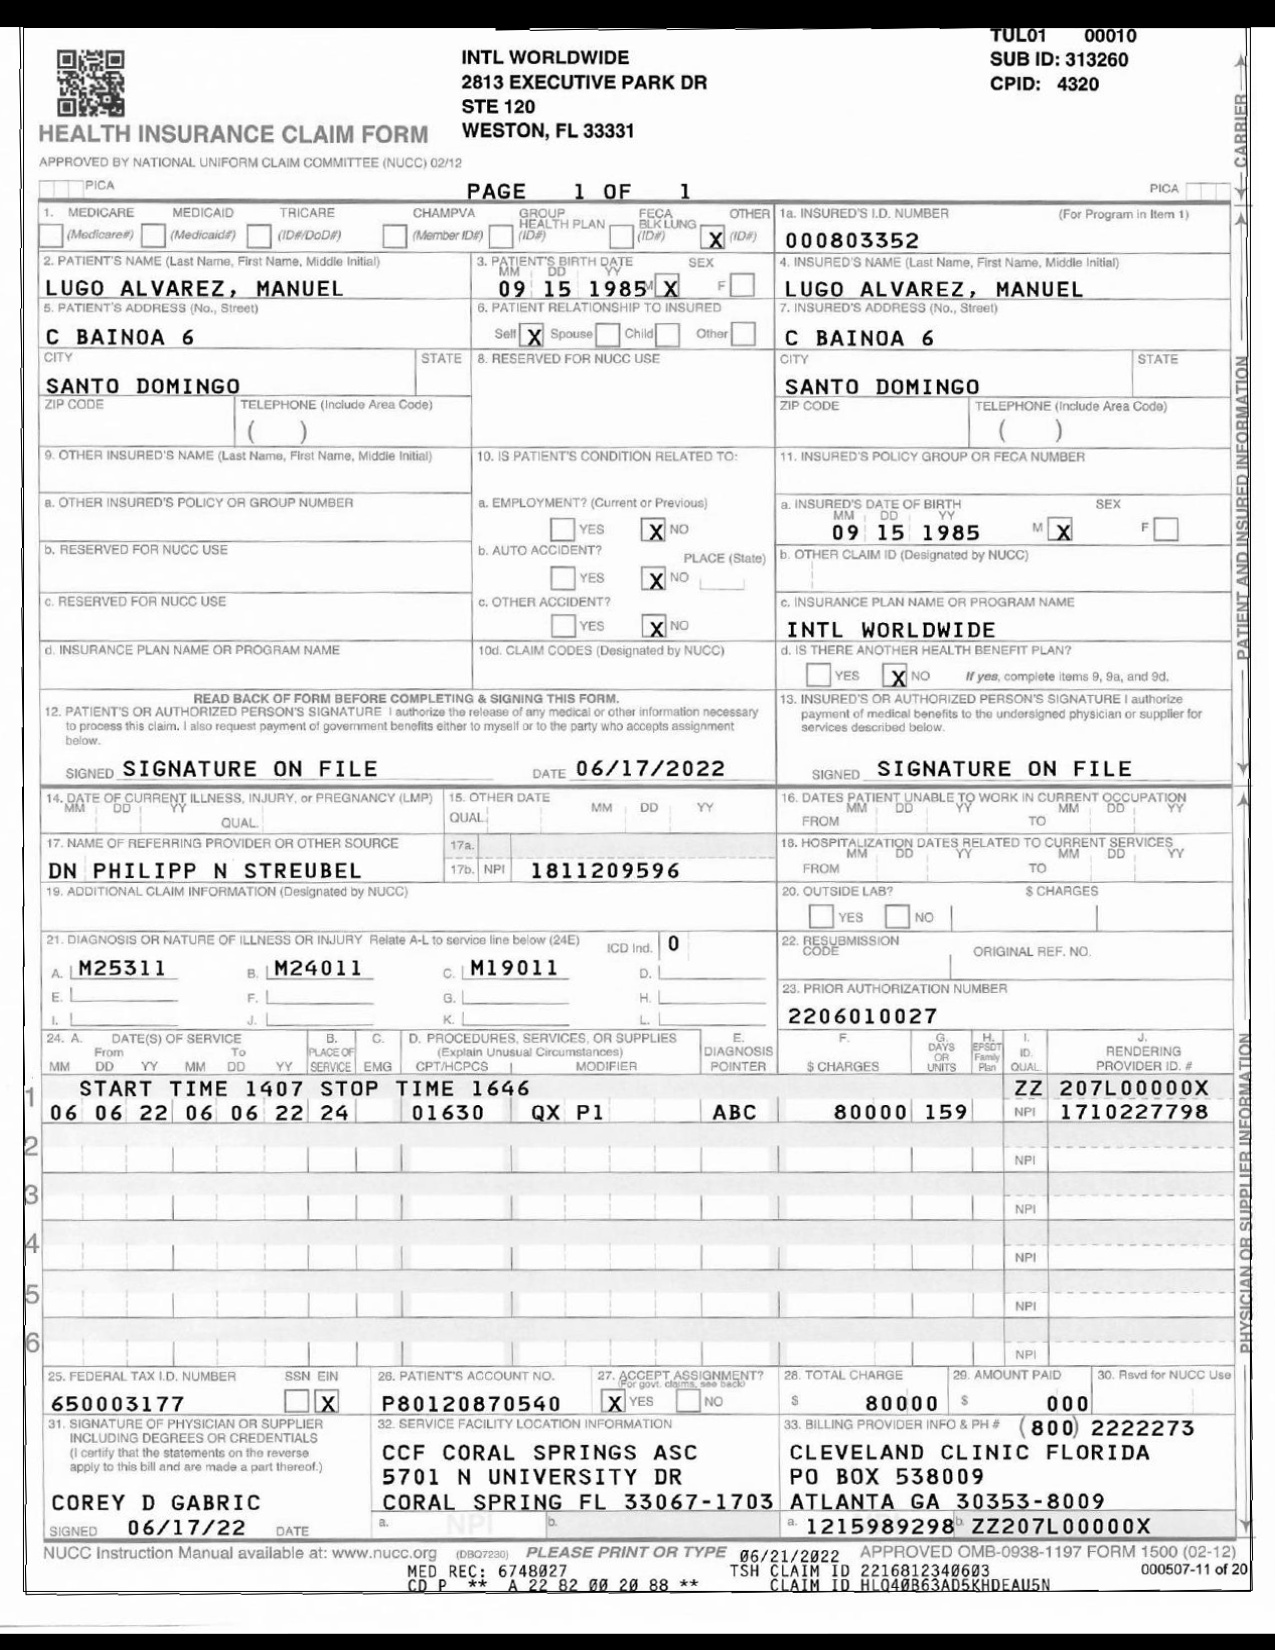 TUL01 00010
INTL WORLDWIDE
SUB ID: 313260
2813 EXECUTIVE PARK DR
CPID: 4320
STE 120
HEALTH INSURANCE CLAIM FORM
WESTON, FL 33331
APPROVED BY NATIONAL UNIFORM CLAIM COMMITTEE (NUCC) 02/12
CARRIER
PICA
PAGE 1 OF 1
PICA
1. MEDICARE MEDICAID TRICARE CHAMPVA GROUP HEALTH PLAN FECA BLK LUNG OTHER
(Medicare#) (Medicaid#) (ID#/DoD#) (Member ID#) (ID#) (ID#) X (ID#)
1a. INSURED'S I.D. NUMBER (For Program in Item 1)
000803352
2. PATIENT'S NAME (Last Name, First Name, Middle Initial)
LUGO ALVAREZ, MANUEL
3. PATIENT'S BIRTH DATE SEX
MM DD YY
09 15 1985 M X F
4. INSURED'S NAME (Last Name, First Name, Middle Initial)
LUGO ALVAREZ, MANUEL
5. PATIENT'S ADDRESS (No., Street)
C BAINOA 6
6. PATIENT RELATIONSHIP TO INSURED
Self X Spouse Child Other
7. INSURED'S ADDRESS (No., Street)
C BAINOA 6
CITY STATE
SANTO DOMINGO
8. RESERVED FOR NUCC USE
CITY STATE
SANTO DOMINGO
ZIP CODE TELEPHONE (Include Area Code)
( )
ZIP CODE TELEPHONE (Include Area Code)
( )
9. OTHER INSURED'S NAME (Last Name, First Name, Middle Initial)
10. IS PATIENT'S CONDITION RELATED TO:
11. INSURED'S POLICY GROUP OR FECA NUMBER
a. OTHER INSURED'S POLICY OR GROUP NUMBER
a. EMPLOYMENT? (Current or Previous)
YES X NO
a. INSURED'S DATE OF BIRTH SEX
MM DD YY
09 15 1985 M X F
b. RESERVED FOR NUCC USE
b. AUTO ACCIDENT? PLACE (State)
YES X NO
b. OTHER CLAIM ID (Designated by NUCC)
c. RESERVED FOR NUCC USE
c. OTHER ACCIDENT?
YES X NO
c. INSURANCE PLAN NAME OR PROGRAM NAME
INTL WORLDWIDE
d. INSURANCE PLAN NAME OR PROGRAM NAME
10d. CLAIM CODES (Designated by NUCC)
d. IS THERE ANOTHER HEALTH BENEFIT PLAN?
YES X NO If yes, complete items 9, 9a, and 9d.
PATIENT AND INSURED INFORMATION
READ BACK OF FORM BEFORE COMPLETING & SIGNING THIS FORM.
12. PATIENT'S OR AUTHORIZED PERSON'S SIGNATURE I authorize the release of any medical or other information necessary
to process this claim. I also request payment of government benefits either to myself or to the party who accepts assignment
below.
SIGNED SIGNATURE ON FILE DATE 06/17/2022
13. INSURED'S OR AUTHORIZED PERSON'S SIGNATURE I authorize
payment of medical benefits to the undersigned physician or supplier for
services described below.
SIGNED SIGNATURE ON FILE
14. DATE OF CURRENT ILLNESS, INJURY, or PREGNANCY (LMP)
MM DD YY
QUAL.
15. OTHER DATE
QUAL. MM DD YY
16. DATES PATIENT UNABLE TO WORK IN CURRENT OCCUPATION
MM DD YY MM DD YY
FROM TO
17. NAME OF REFERRING PROVIDER OR OTHER SOURCE
DN PHILIPP N STREUBEL
17a.
17b. NPI 1811209596
18. HOSPITALIZATION DATES RELATED TO CURRENT SERVICES
MM DD YY MM DD YY
FROM TO
19. ADDITIONAL CLAIM INFORMATION (Designated by NUCC)
20. OUTSIDE LAB? $ CHARGES
YES NO
21. DIAGNOSIS OR NATURE OF ILLNESS OR INJURY Relate A-L to service line below (24E) ICD Ind. 0
A. M25311 B. M24011 C. M19011 D.
E. F. G. H.
I. J. K. L.
22. RESUBMISSION CODE ORIGINAL REF. NO.
23. PRIOR AUTHORIZATION NUMBER
2206010027
24. A. DATE(S) OF SERVICE B. C. D. PROCEDURES, SERVICES, OR SUPPLIES E. F. G. H. I. J.
From To PLACE OF (Explain Unusual Circumstances) DIAGNOSIS DAYS OR UNITS EPSDT Family Plan ID. RENDERING
MM DD YY MM DD YY SERVICE EMG CPT/HCPCS MODIFIER POINTER $ CHARGES QUAL. PROVIDER ID. #
1 START TIME 1407 STOP TIME 1646 ZZ 207L00000X
06 06 22 06 06 22 24 01630 QX P1 ABC 80000 159 NPI 1710227798
2 NPI
3 NPI
4 NPI
5 NPI
6 NPI
PHYSICIAN OR SUPPLIER INFORMATION
25. FEDERAL TAX I.D. NUMBER SSN EIN
650003177 X
26. PATIENT'S ACCOUNT NO.
P80120870540
27. ACCEPT ASSIGNMENT?
(For govt. claims, see back)
X YES NO
28. TOTAL CHARGE
$ 80000
29. AMOUNT PAID
$ 000
30. Rsvd for NUCC Use
31. SIGNATURE OF PHYSICIAN OR SUPPLIER
INCLUDING DEGREES OR CREDENTIALS
(I certify that the statements on the reverse
apply to this bill and are made a part thereof.)
COREY D GABRIC
SIGNED 06/17/22 DATE
32. SERVICE FACILITY LOCATION INFORMATION
CCF CORAL SPRINGS ASC
5701 N UNIVERSITY DR
CORAL SPRING FL 33067-1703
a. NPI b.
33. BILLING PROVIDER INFO & PH # (800) 2222273
CLEVELAND CLINIC FLORIDA
PO BOX 538009
ATLANTA GA 30353-8009
a. 1215989298 b. ZZ207L00000X
NUCC Instruction Manual available at: www.nucc.org (DBQ7230) PLEASE PRINT OR TYPE 06/21/2022 APPROVED OMB-0938-1197 FORM 1500 (02-12)
MED REC: 6748027 TSH CLAIM ID 2216812340603 000507-11 of 20
CD P ** A 22 82 00 20 88 ** CLAIM ID HLQ40B63AD5KHDEAU5N